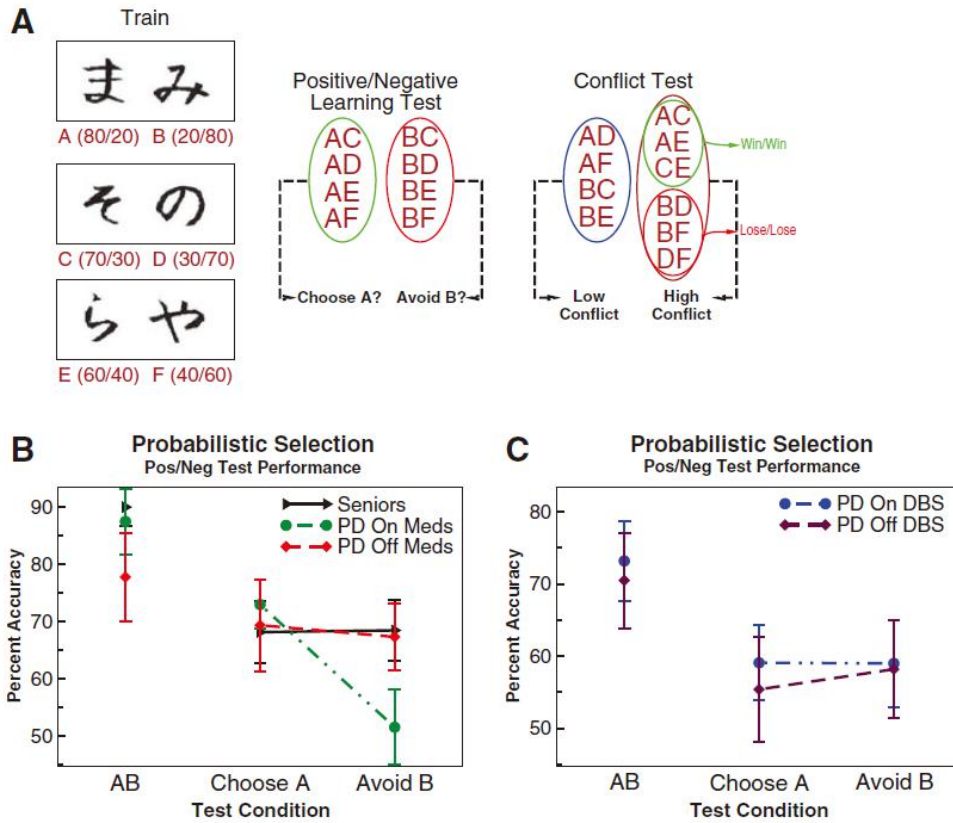 A
Train
ま み
A (80/20) B (20/80)
そ の
C (70/30) D (30/70)
ら や
E (60/40) F (40/60)
Positive/Negative
Learning Test
AC
AD
AE
AF
BC
BD
BE
BF
Choose A? Avoid B?
Conflict Test
AD
AF
BC
BE
AC
AE
CE
Win/Win
BD
BF
DF
Lose/Lose
Low
Conflict
High
Conflict
B
Probabilistic Selection
Pos/Neg Test Performance
Seniors
PD On Meds
PD Off Meds
Percent Accuracy
90
80
70
60
50
AB Choose A Avoid B
Test Condition
C
Probabilistic Selection
Pos/Neg Test Performance
PD On DBS
PD Off DBS
Percent Accuracy
80
70
60
50
AB Choose A Avoid B
Test Condition